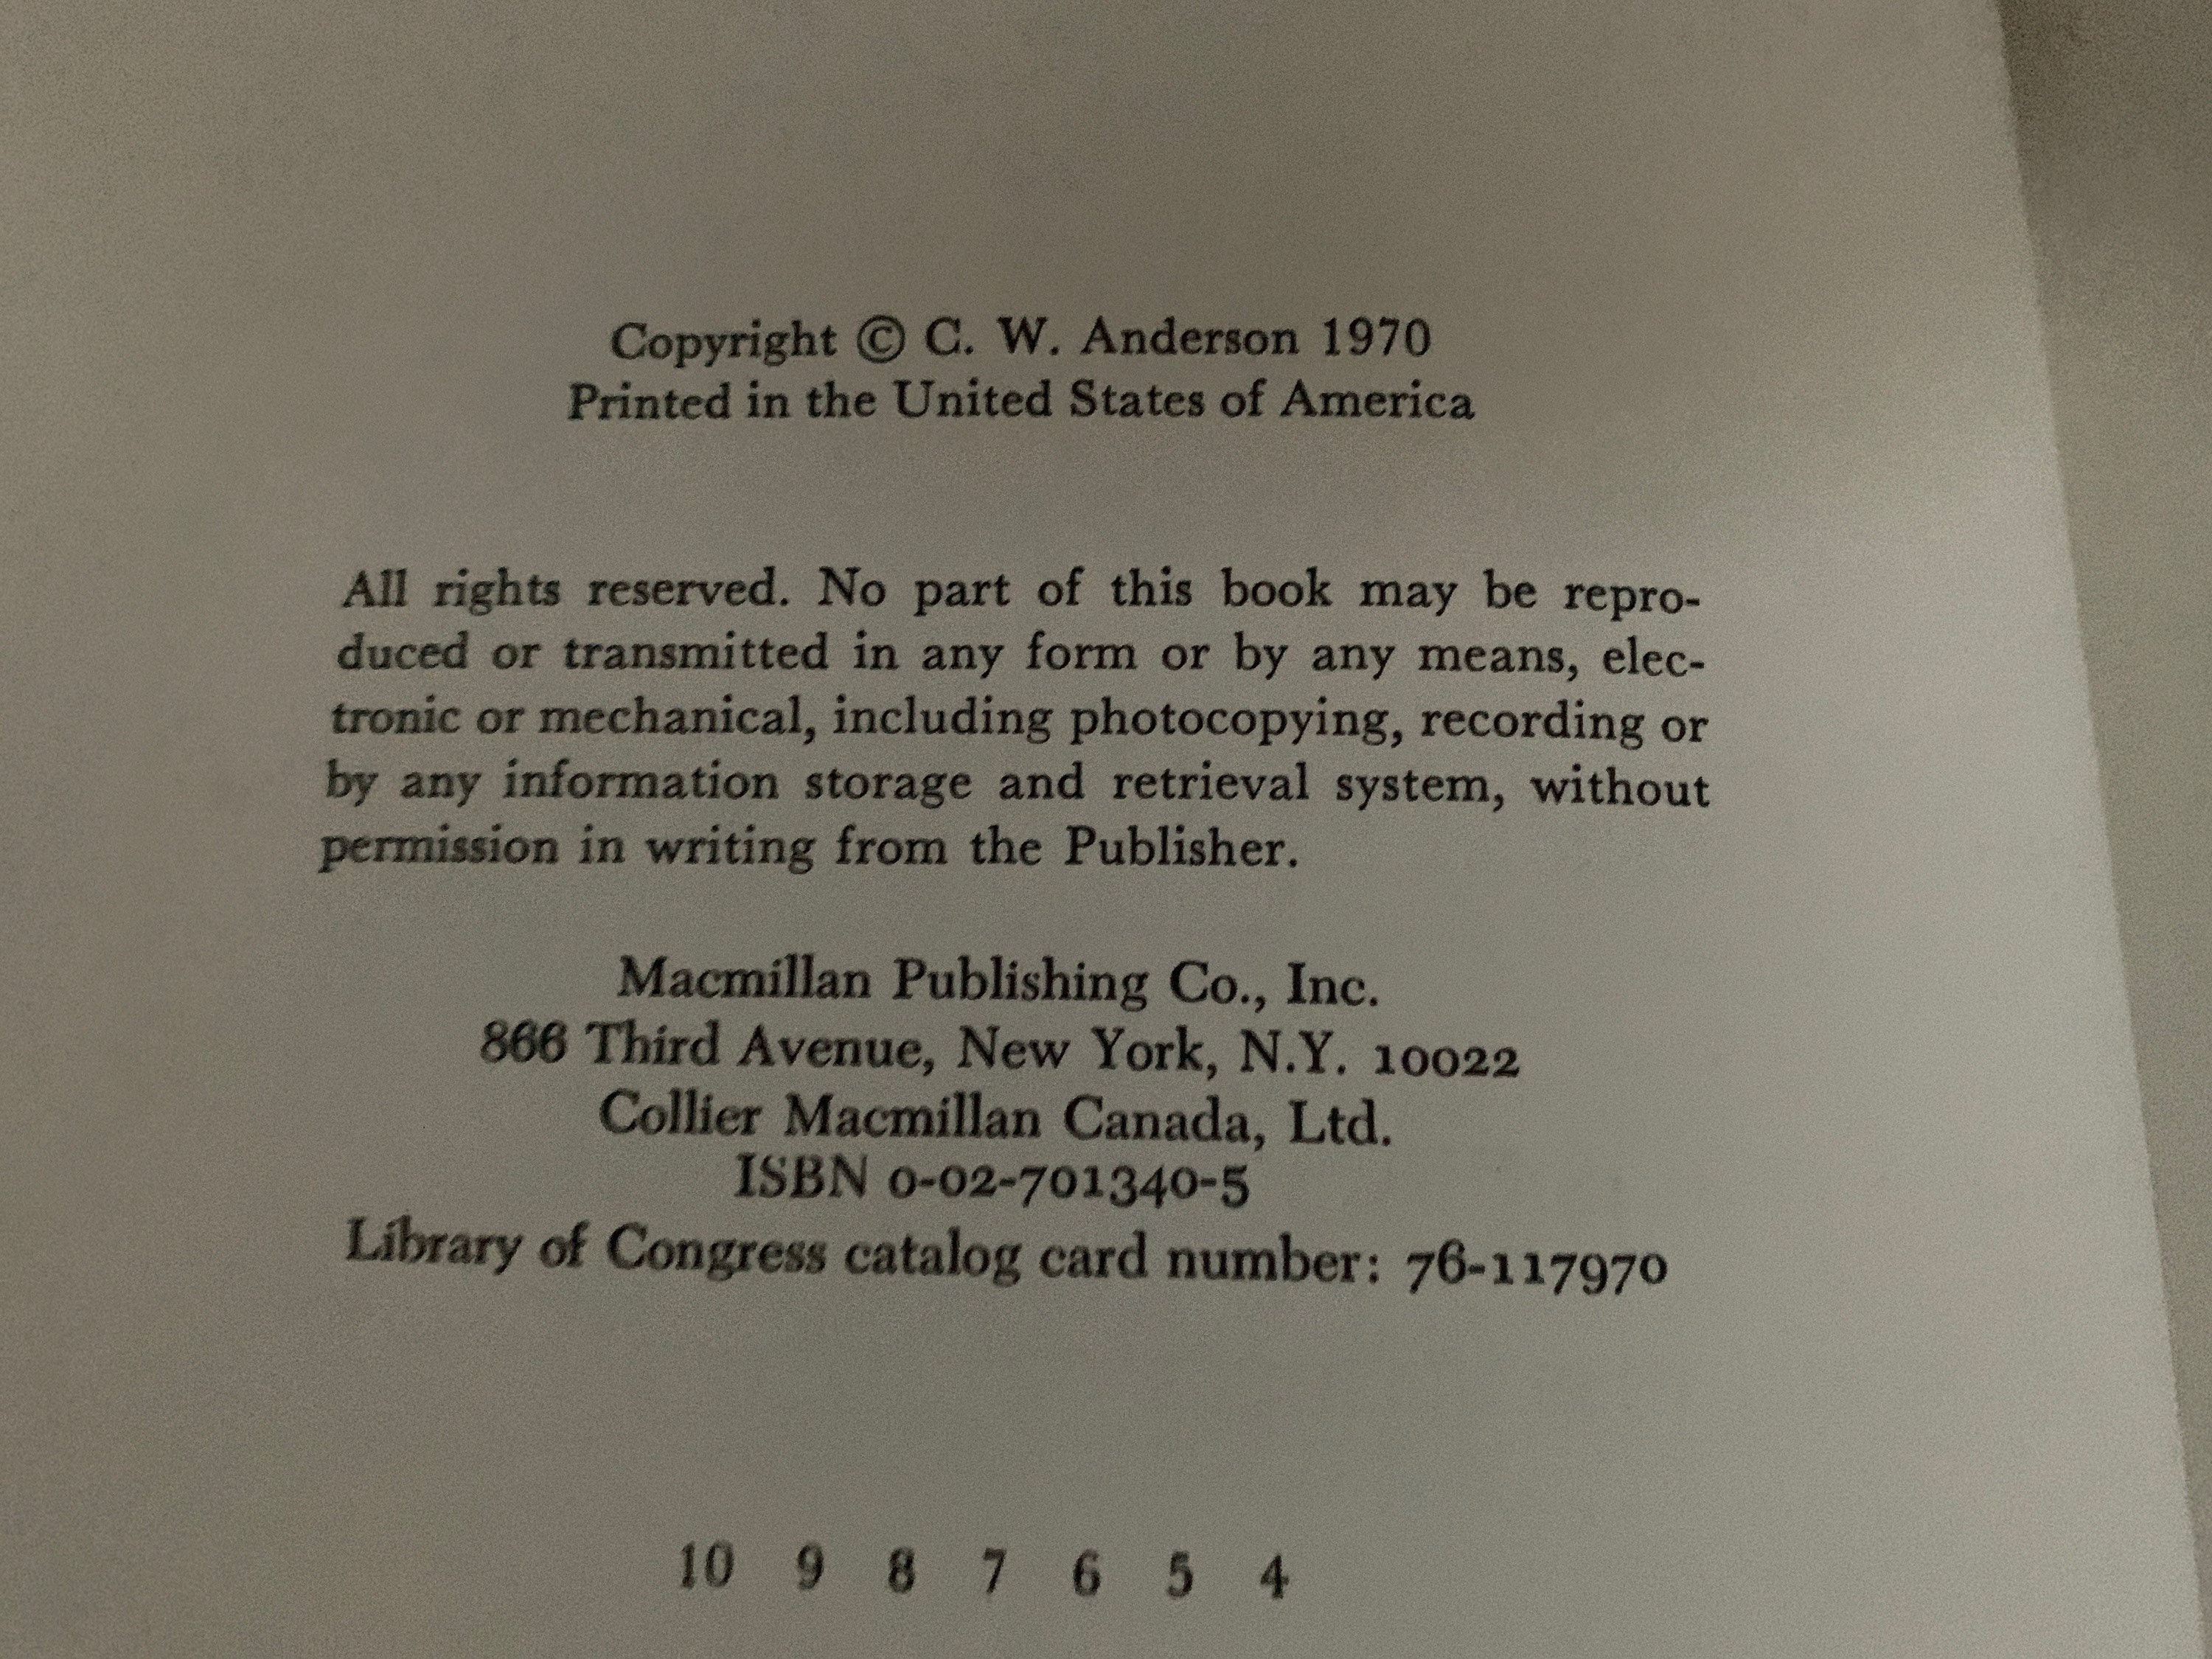 Copyright © C. W. Anderson 1970
Printed in the United States of America
All rights reserved. No part of this book may be repro-
duced or transmitted in any form or by any means, elec-
tronic or mechanical, including photocopying, recording or
by any information storage and retrieval system, without
permission in writing from the Publisher.
Macmillan Publishing Co., Inc.
866 Third Avenue, New York, N.Y. 10022
Collier Macmillan Canada, Ltd.
ISBN 0-02-701340-5
Library of Congress catalog card number: 76-117970
10 9 8 7 6 5 4